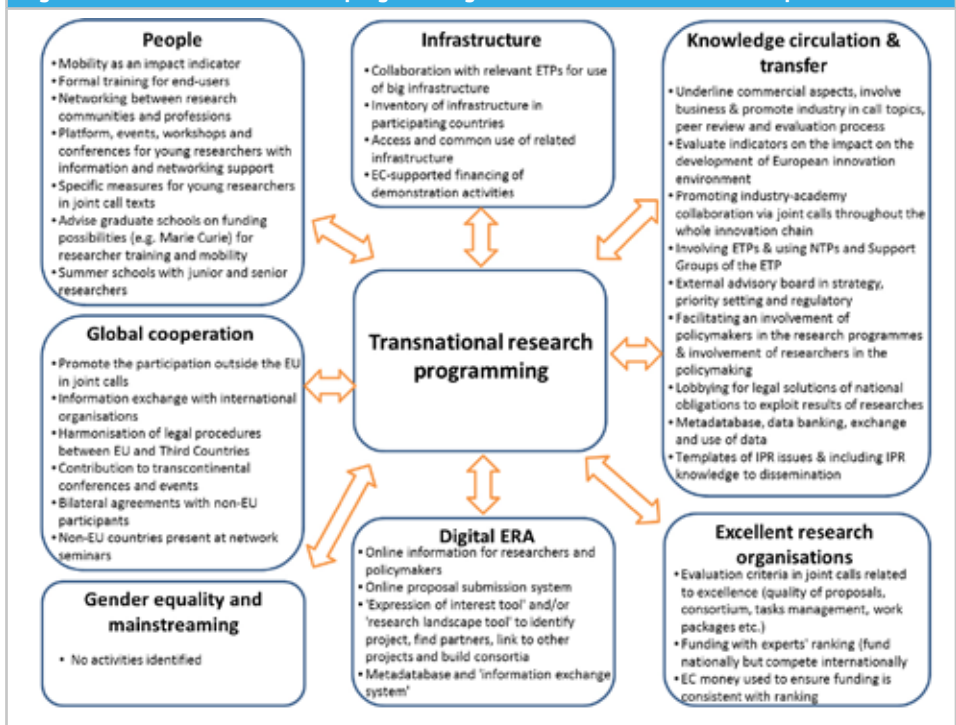 People
• Mobility as an impact indicator
• Formal training for end-users
• Networking between research
communities and professions
• Platform, events, workshops and
conferences for young researchers with
information and networking support
• Specific measures for young researchers
in joint call texts
• Advise graduate schools on funding
possibilities (e.g. Marie Curie) for
researcher training and mobility
• Summer schools with junior and senior
researchers
Infrastructure
• Collaboration with relevant ETPs for use
of big infrastructure
• Inventory of infrastructure in
participating countries
• Access and common use of related
infrastructure
• EC-supported financing of
demonstration activities
Knowledge circulation &
transfer
• Underline commercial aspects, involve
business & promote industry in call topics,
peer review and evaluation process
• Evaluate indicators on the impact on the
development of European innovation
environment
• Promoting industry-academy
collaboration via joint calls throughout the
whole innovation chain
• Involving ETPs & using NTPs and Support
Groups of the ETP
• External advisory board in strategy,
priority setting and regulatory
• Facilitating an involvement of
policymakers in the research programmes
& involvement of researchers in the
policymaking
• Lobbying for legal solutions of national
obligations to exploit results of researches
• Metadatabase, data banking, exchange
and use of data
• Templates of IPR issues & including IPR
knowledge to dissemination
Transnational research
programming
Global cooperation
• Promote the participation outside the EU
in joint calls
• Information exchange with international
organisations
• Harmonisation of legal procedures
between EU and Third Countries
• Contribution to transcontinental
conferences and events
• Bilateral agreements with non-EU
participants
• Non-EU countries present at network
seminars
Digital ERA
• Online information for researchers and
policymakers
• Online proposal submission system
• 'Expression of interest tool' and/or
'research landscape tool' to identify
project, find partners, link to other
projects and build consortia
• Metadatabase and 'information exchange
system'
Excellent research
organisations
• Evaluation criteria in joint calls related
to excellence (quality of proposals,
consortium, tasks management, work
packages etc.)
• Funding with experts' ranking (fund
nationally but compete internationally
• EC money used to ensure funding is
consistent with ranking
Gender equality and
mainstreaming
• No activities identified